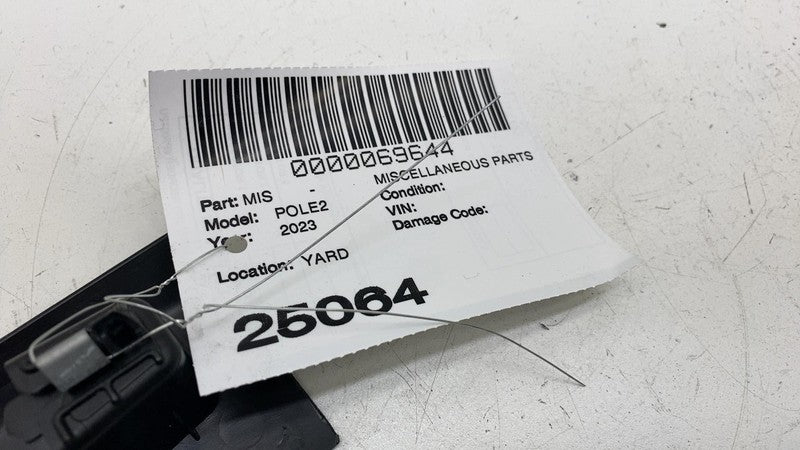 0000069644
Part: MIS - MISCELLANEOUS PARTS
Model: POLE2 Condition:
Year: 2023 VIN:
Damage Code:
Location: YARD
25064